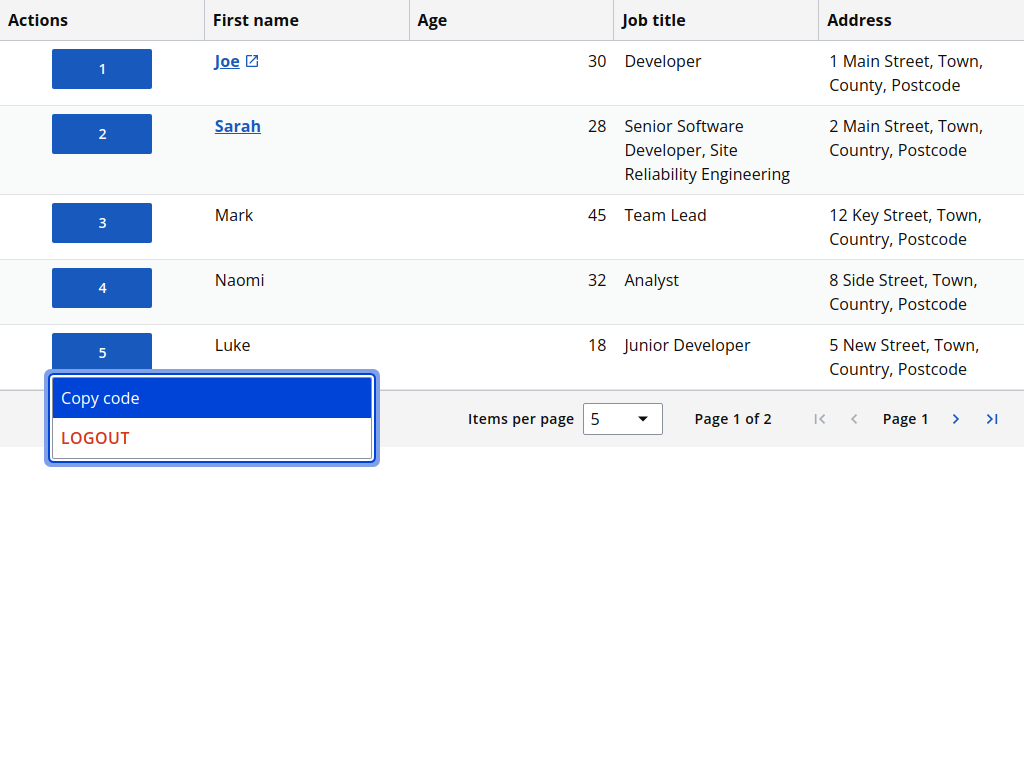 Actions First name Age Job title Address
1 Joe 30 Developer 1 Main Street, Town,
County, Postcode
2 Sarah 28 Senior Software 2 Main Street, Town,
Developer, Site Country, Postcode
Reliability Engineering
3 Mark 45 Team Lead 12 Key Street, Town,
Country, Postcode
4 Naomi 32 Analyst 8 Side Street, Town,
Country, Postcode
5 Luke 18 Junior Developer 5 New Street, Town,
Country, Postcode
Copy code
LOGOUT
Items per page 5 Page 1 of 2 Page 1